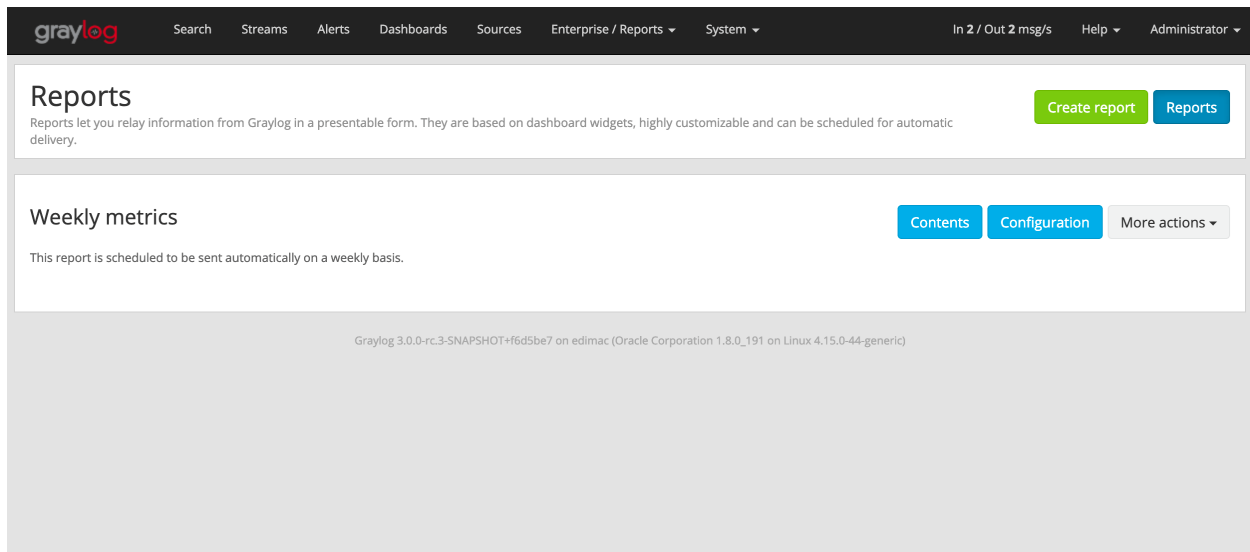 graylog Search Streams Alerts Dashboards Sources Enterprise / Reports System In 2 / Out 2 msg/s Help Administrator
Reports
Reports let you relay information from Graylog in a presentable form. They are based on dashboard widgets, highly customizable and can be scheduled for automatic
delivery.
Create report Reports
Weekly metrics
Contents Configuration More actions
This report is scheduled to be sent automatically on a weekly basis.
Graylog 3.0.0-rc.3-SNAPSHOT+f6d5be7 on edimac (Oracle Corporation 1.8.0_191 on Linux 4.15.0-44-generic)